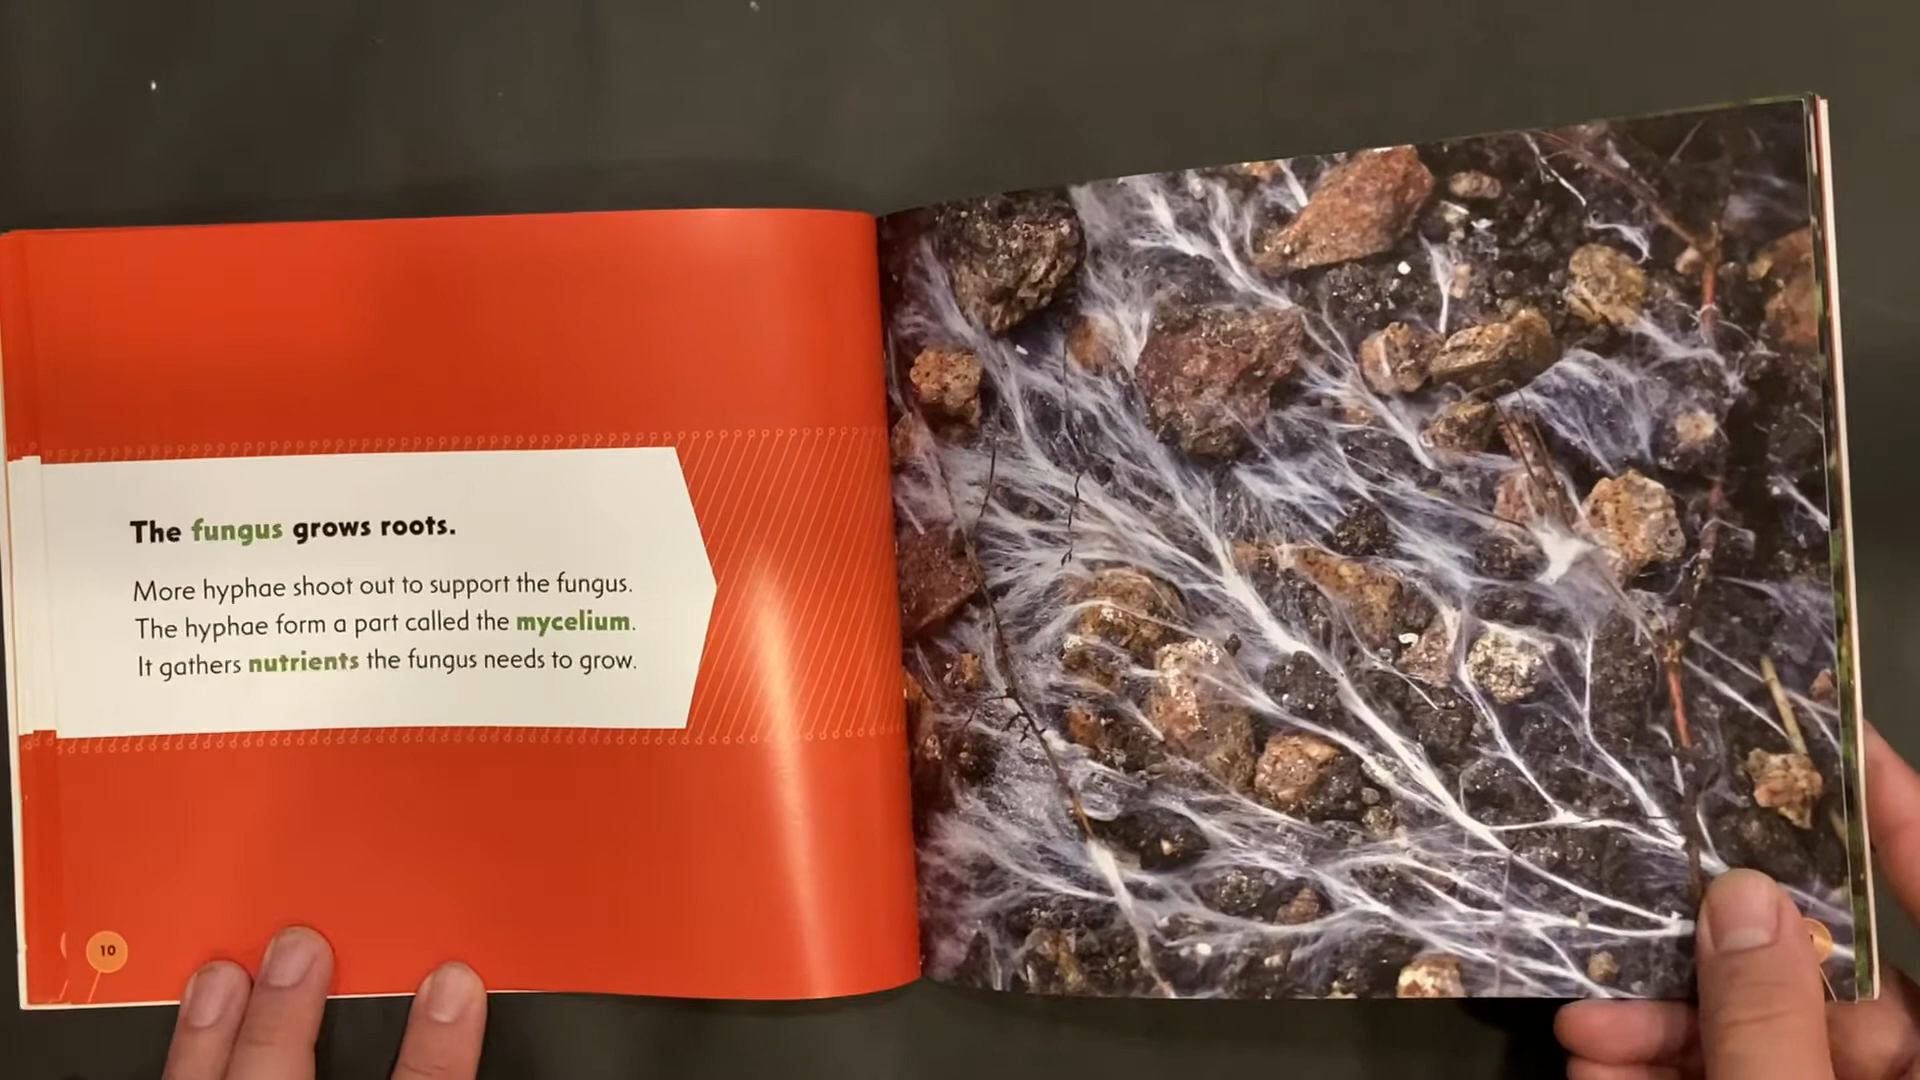 The fungus grows roots.
More hyphae shoot out to support the fungus.
The hyphae form a part called the mycelium.
It gathers nutrients the fungus needs to grow.
10